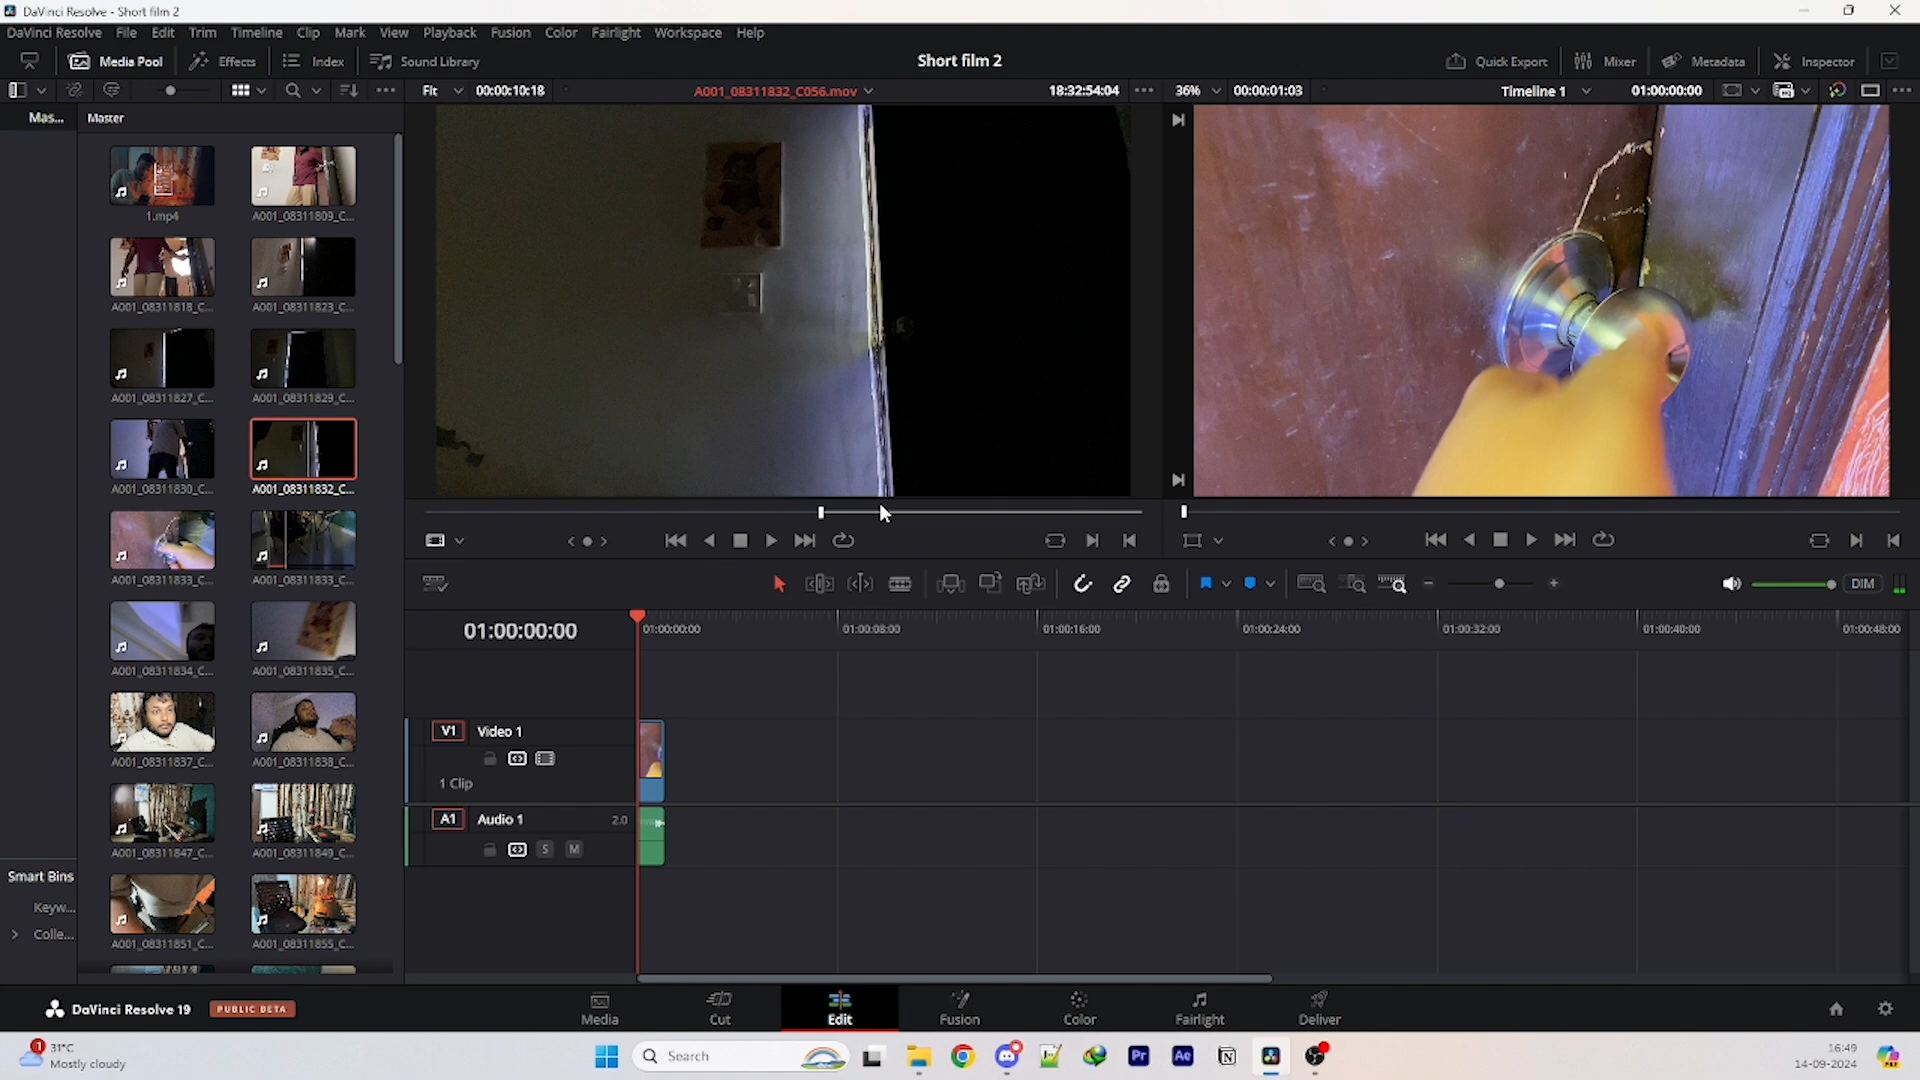 DaVinci Resolve - Short film 2
DaVinci Resolve File Edit Trim Timeline Clip Mark View Playback Fusion Color Fairlight Workspace Help
Media Pool Effects Index Sound Library Short film 2 Quick Export Mixer Metadata Inspector
Fit 00:00:10:18 A001_08311832_C056.mov 18:32:54:04 36% 00:00:01:03 Timeline 1 01:00:00:00
Mas... Master
1.mp4 A001_08311809_C...
A001_08311818_C... A001_08311823_C...
A001_08311827_C... A001_08311829_C...
A001_08311830_C... A001_08311832_C...
A001_08311833_C... A001_08311833_C...
A001_08311834_C... A001_08311835_C...
A001_08311837_C... A001_08311838_C...
A001_08311847_C... A001_08311849_C...
A001_08311851_C... A001_08311855_C...
Smart Bins
Keyw...
Colle...
DIM
01:00:00:00 01:00:00:00 01:00:08:00 01:00:16:00 01:00:24:00 01:00:32:00 01:00:40:00 01:00:48:00
V1 Video 1
1 Clip
A1 Audio 1 2.0
S M
DaVinci Resolve 19 PUBLIC BETA
Media Cut Edit Fusion Color Fairlight Deliver
1 31°C
Mostly cloudy
Search
Pr Ae
16:49
14-09-2024